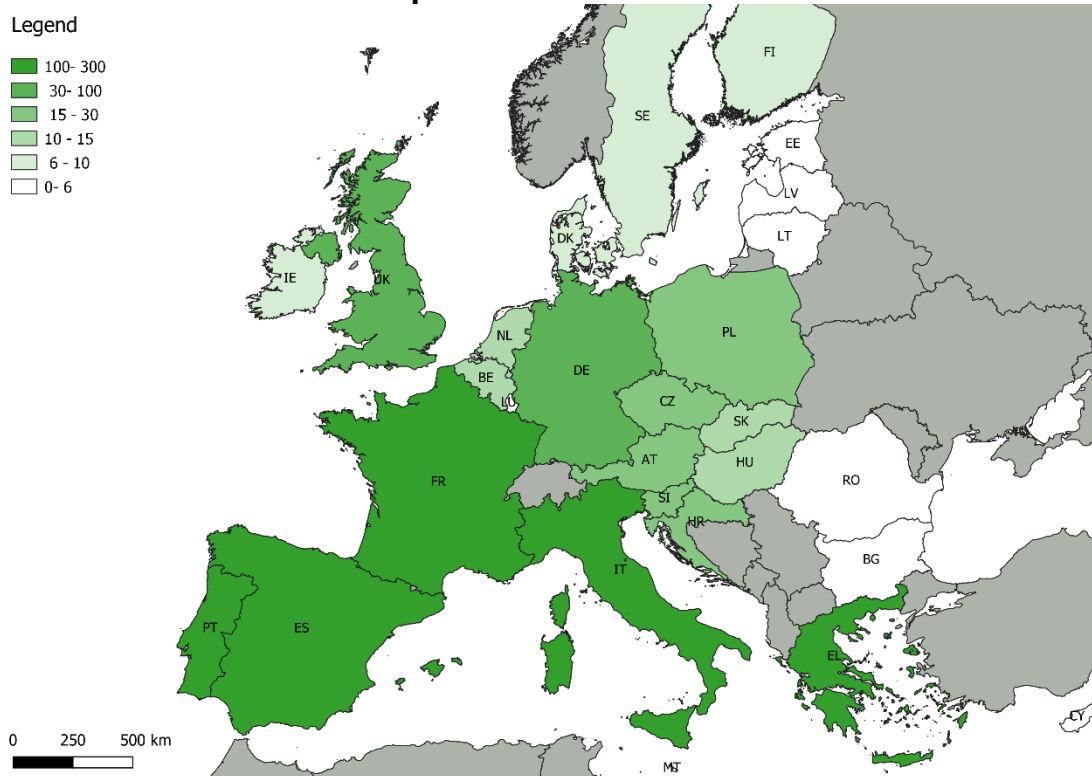 Legend
100- 300
30- 100
15 - 30
10 - 15
6 - 10
0- 6
FI
SE
EE
LV
LT
DK
IE
UK
NL
PL
BE
DE
LU
CZ
SK
AT
HU
FR
SI
RO
HR
BG
IT
PT
ES
EL
CY
0 250 500 km